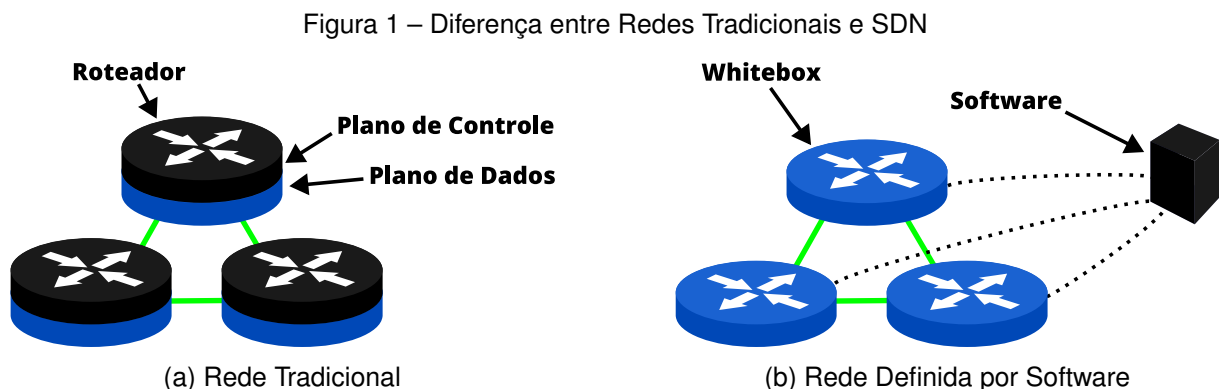 Figura 1 – Diferença entre Redes Tradicionais e SDN
Roteador
Plano de Controle
Plano de Dados
(a) Rede Tradicional
Whitebox
Software
(b) Rede Definida por Software